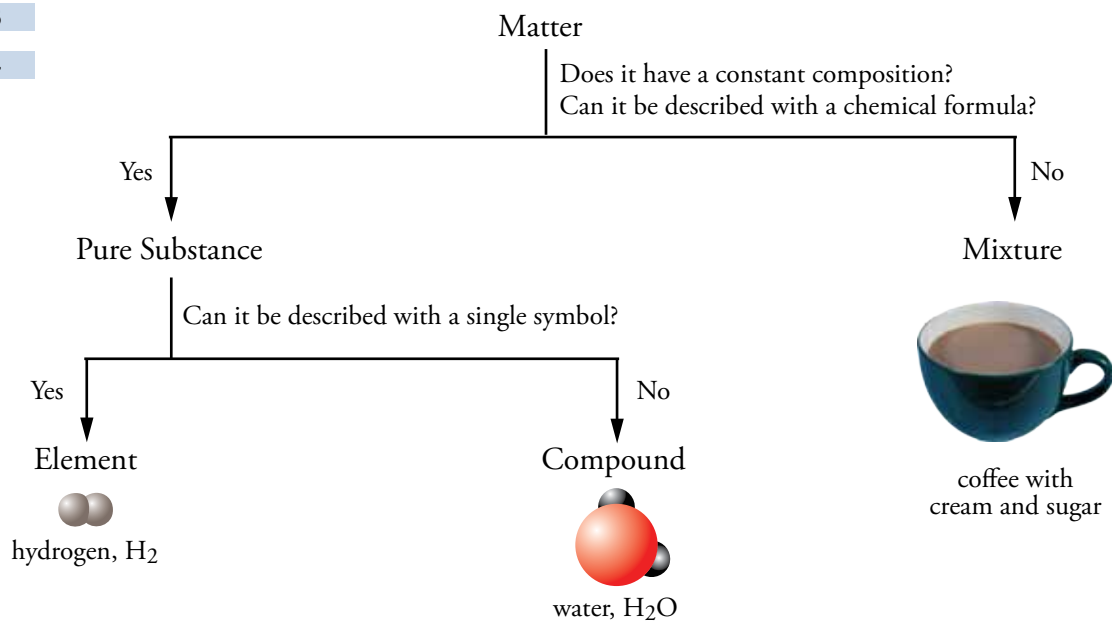 Matter
Does it have a constant composition?
Can it be described with a chemical formula?
Yes
No
Pure Substance
Mixture
Can it be described with a single symbol?
Yes
No
Element
Compound
coffee with
cream and sugar
hydrogen, H₂
water, H₂O